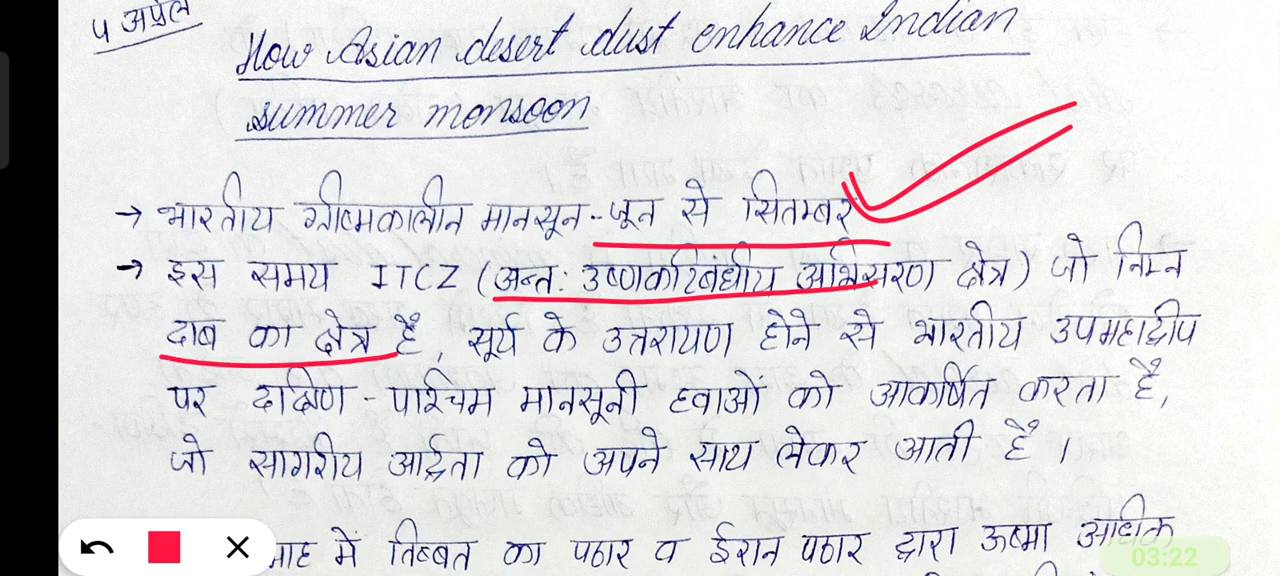 ५ अप्रैल
How Asian desert dust enhance Indian
summer monsoon
→ भारतीय ग्रीष्मकालीन मानसून - जून से सितम्बर
→ इस समय ITCZ (अन्त: उष्णकटिबंधीय अभिसरण क्षेत्र) जो निम्न
दाब का क्षेत्र है, सूर्य के उत्तरायण होने से भारतीय उपमहाद्वीप
पर दक्षिण - पश्चिम मानसूनी हवाओं को आकर्षित करता है,
जो सागरीय आर्द्रता को अपने साथ लेकर आती है।
माह में तिब्बत का पठार व ईरान पठार द्वारा ऊष्मा अधिक
03:22